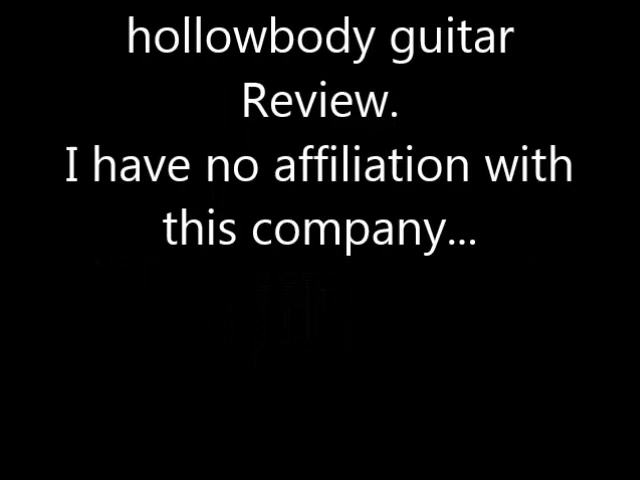 hollowbody guitar
Review.
I have no affiliation with
this company...